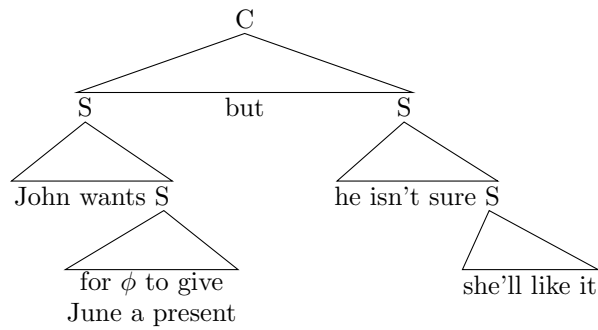 C
S but S
John wants S he isn't sure S
for ϕ to give she'll like it
June a present